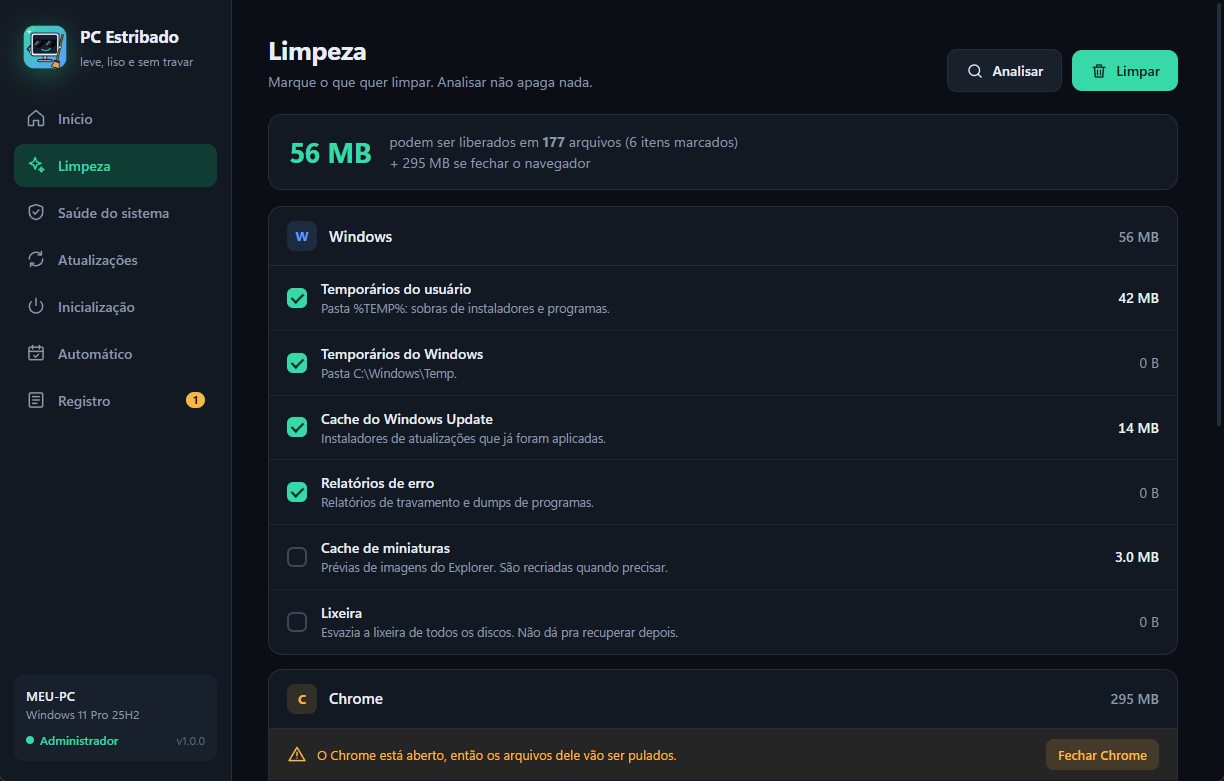 PC Estribado
leve, liso e sem travar
Início
Limpeza
Saúde do sistema
Atualizações
Inicialização
Automático
Registro 1
MEU-PC
Windows 11 Pro 25H2
Administrador v1.0.0
Limpeza
Marque o que quer limpar. Analisar não apaga nada.
Analisar
Limpar
56 MB
podem ser liberados em 177 arquivos (6 itens marcados)
+ 295 MB se fechar o navegador
W Windows 56 MB
Temporários do usuário
Pasta %TEMP%: sobras de instaladores e programas.
42 MB
Temporários do Windows
Pasta C:\Windows\Temp.
0 B
Cache do Windows Update
Instaladores de atualizações que já foram aplicadas.
14 MB
Relatórios de erro
Relatórios de travamento e dumps de programas.
0 B
Cache de miniaturas
Prévias de imagens do Explorer. São recriadas quando precisar.
3.0 MB
Lixeira
Esvazia a lixeira de todos os discos. Não dá pra recuperar depois.
0 B
C Chrome 295 MB
O Chrome está aberto, então os arquivos dele vão ser pulados.
Fechar Chrome